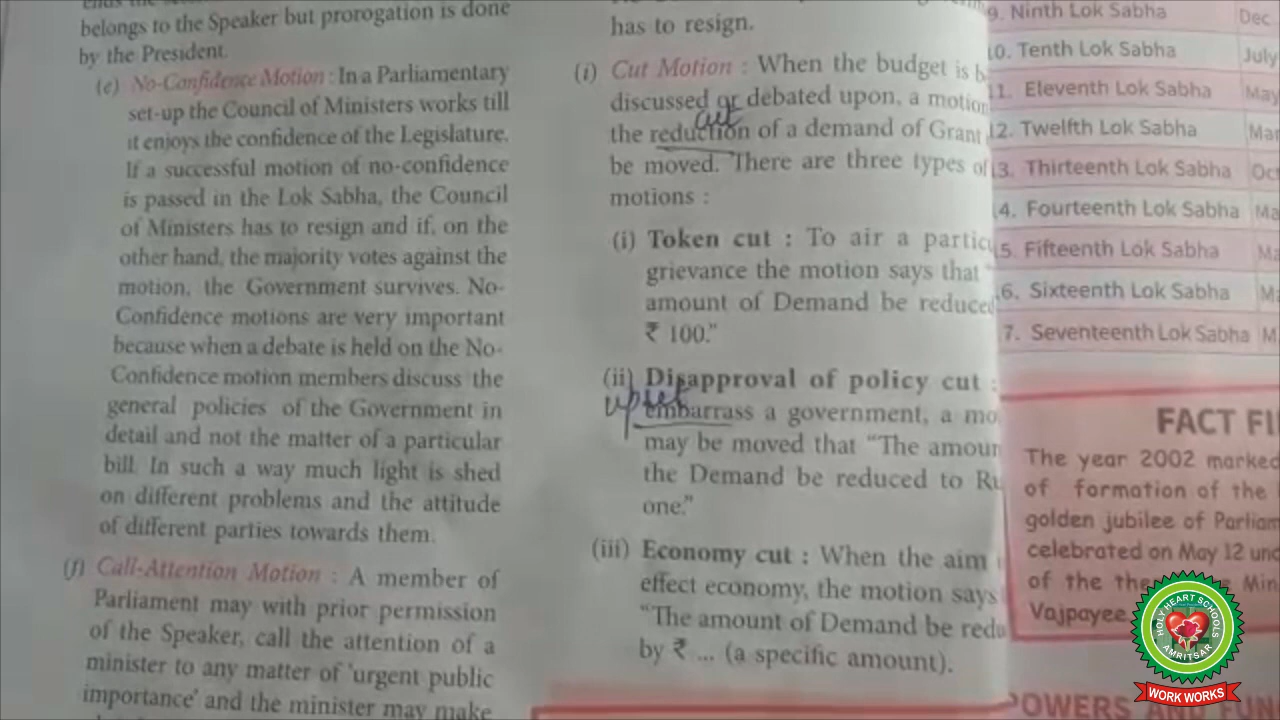 belongs to the Speaker but prorogation is done
by the President.
(e) No-Confidence Motion : In a Parliamentary
set-up the Council of Ministers works till
it enjoys the confidence of the Legislature.
If a successful motion of no-confidence
is passed in the Lok Sabha, the Council
of Ministers has to resign and if, on the
other hand, the majority votes against the
motion, the Government survives. No-
Confidence motions are very important
because when a debate is held on the No-
Confidence motion members discuss the
general policies of the Government in
detail and not the matter of a particular
bill. In such a way much light is shed
on different problems and the attitude
of different parties towards them.
(f) Call-Attention Motion : A member of
Parliament may with prior permission
of the Speaker, call the attention of a
minister to any matter of 'urgent public
importance' and the minister may make
has to resign.
(i) Cut Motion : When the budget is
discussed or debated upon, a motion
cut
the reduction of a demand of Grant
be moved. There are three types of
motions :
(i) Token cut : To air a
grievance the motion says that
amount of Demand be reduced
₹ 100."
(ii) Disapproval of policy cut :
upset
embarrass a government, a
may be moved that "The
the Demand be reduced to
one."
(iii) Economy cut : When the aim
effect economy, the motion says
"The amount of Demand be
by ₹ ... (a specific amount).
9. Ninth Lok Sabha Dec
0. Tenth Lok Sabha July
1. Eleventh Lok Sabha May
12. Twelfth Lok Sabha Mar
13. Thirteenth Lok Sabha Oct
4. Fourteenth Lok Sabha Ma
5. Fifteenth Lok Sabha Ma
6. Sixteenth Lok Sabha M
7. Seventeenth Lok Sabha M
FACT FI
The year 2002 marked
of formation of the
golden jubilee of
celebrated on May 12
of the
Vajpayee
POWERS AND FUN
HOLY HEART SCHOOLS
AMRITSAR
WORK WORKS